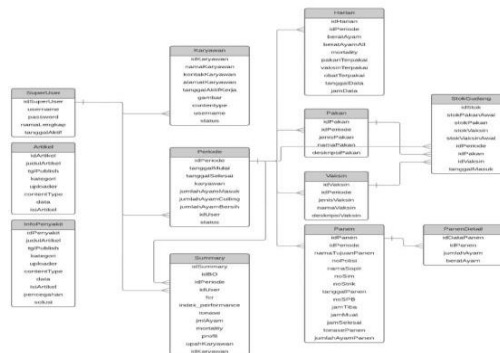 SuperUser
idSuperUser
username
password
namaLengkap
tanggalAktif
Artikel
idArtikel
judulArtikel
tglPublish
kategori
uploader
contentType
data
isiArtikel
InfoPenyakit
idPenyakit
judulArtikel
tglPublish
kategori
uploader
contentType
data
isiArtikel
pencegahan
solusi
Karyawan
idKaryawan
namaKaryawan
kontakKaryawan
alamatKaryawan
tanggalAktifKerja
gambar
contentype
username
status
Periode
idPeriode
tanggalMulai
tanggalSelesai
karyawan
jumlahAyamMasuk
jumlahAyamCulling
jumlahAyamBersih
idUser
status
Summary
idSummary
idPeriode
idUser
fcr
index_performance
tonase
jmlAyam
mortality
profit
upahKaryawan
idKaryawan
Harian
idHarian
idPeriode
beratAyam
beratAyamAll
mortality
pakanTerpakai
vaksinTerpakai
obatTerpakai
tanggalData
jamData
Pakan
idPakan
idPeriode
jenisPakan
namaPakan
deskripsiPakan
Vaksin
idVaksin
idPeriode
jenisVaksin
namaVaksin
deskripsiVaksin
Panen
idPanen
idPeriode
namaTujuanPanen
noPolisi
namaSopir
noSim
noStnk
tanggalPanen
noSPB
jamTiba
jamMuat
jamSelesai
tonasePanen
jumlahAyamPanen
StokGudang
idStok
stokPakanAwal
stokPakan
stokVaksin
stokVaksinAwal
idPeriode
idPakan
idVaksin
tanggalMasuk
PanenDetail
idDataPanen
idPanen
jumlahAyam
beratAyam